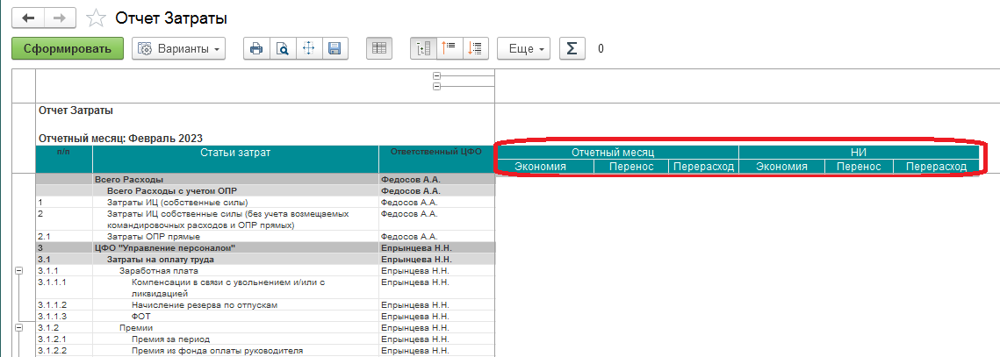 Отчет Затраты
Сформировать Варианты Еще Σ 0
Отчет Затраты
Отчетный месяц: Февраль 2023
п/п Статьи затрат Ответственный ЦФО Отчетный месяц НИ
Экономия Перенос Перерасход Экономия Перенос Перерасход
Всего Расходы Федосов А.А.
Всего Расходы с учетом ОПР Федосов А.А.
1 Затраты ИЦ (собственные силы) Федосов А.А.
2 Затраты ИЦ собственные силы (без учета возмещаемых Федосов А.А.
командировочных расходов и ОПР прямых)
2.1 Затраты ОПР прямые Федосов А.А.
3 ЦФО "Управление персоналом" Епрынцева Н.Н.
3.1 Затраты на оплату труда Епрынцева Н.Н.
3.1.1 Заработная плата Епрынцева Н.Н.
3.1.1.1 Компенсации в связи с увольнением и/или с Епрынцева Н.Н.
ликвидацией
3.1.1.2 Начисление резерва по отпускам Епрынцева Н.Н.
3.1.1.3 ФОТ Епрынцева Н.Н.
3.1.2 Премии Епрынцева Н.Н.
3.1.2.1 Премия за период Епрынцева Н.Н.
3.1.2.2 Премия из фонда оплаты руководителя Епрынцева Н.Н.